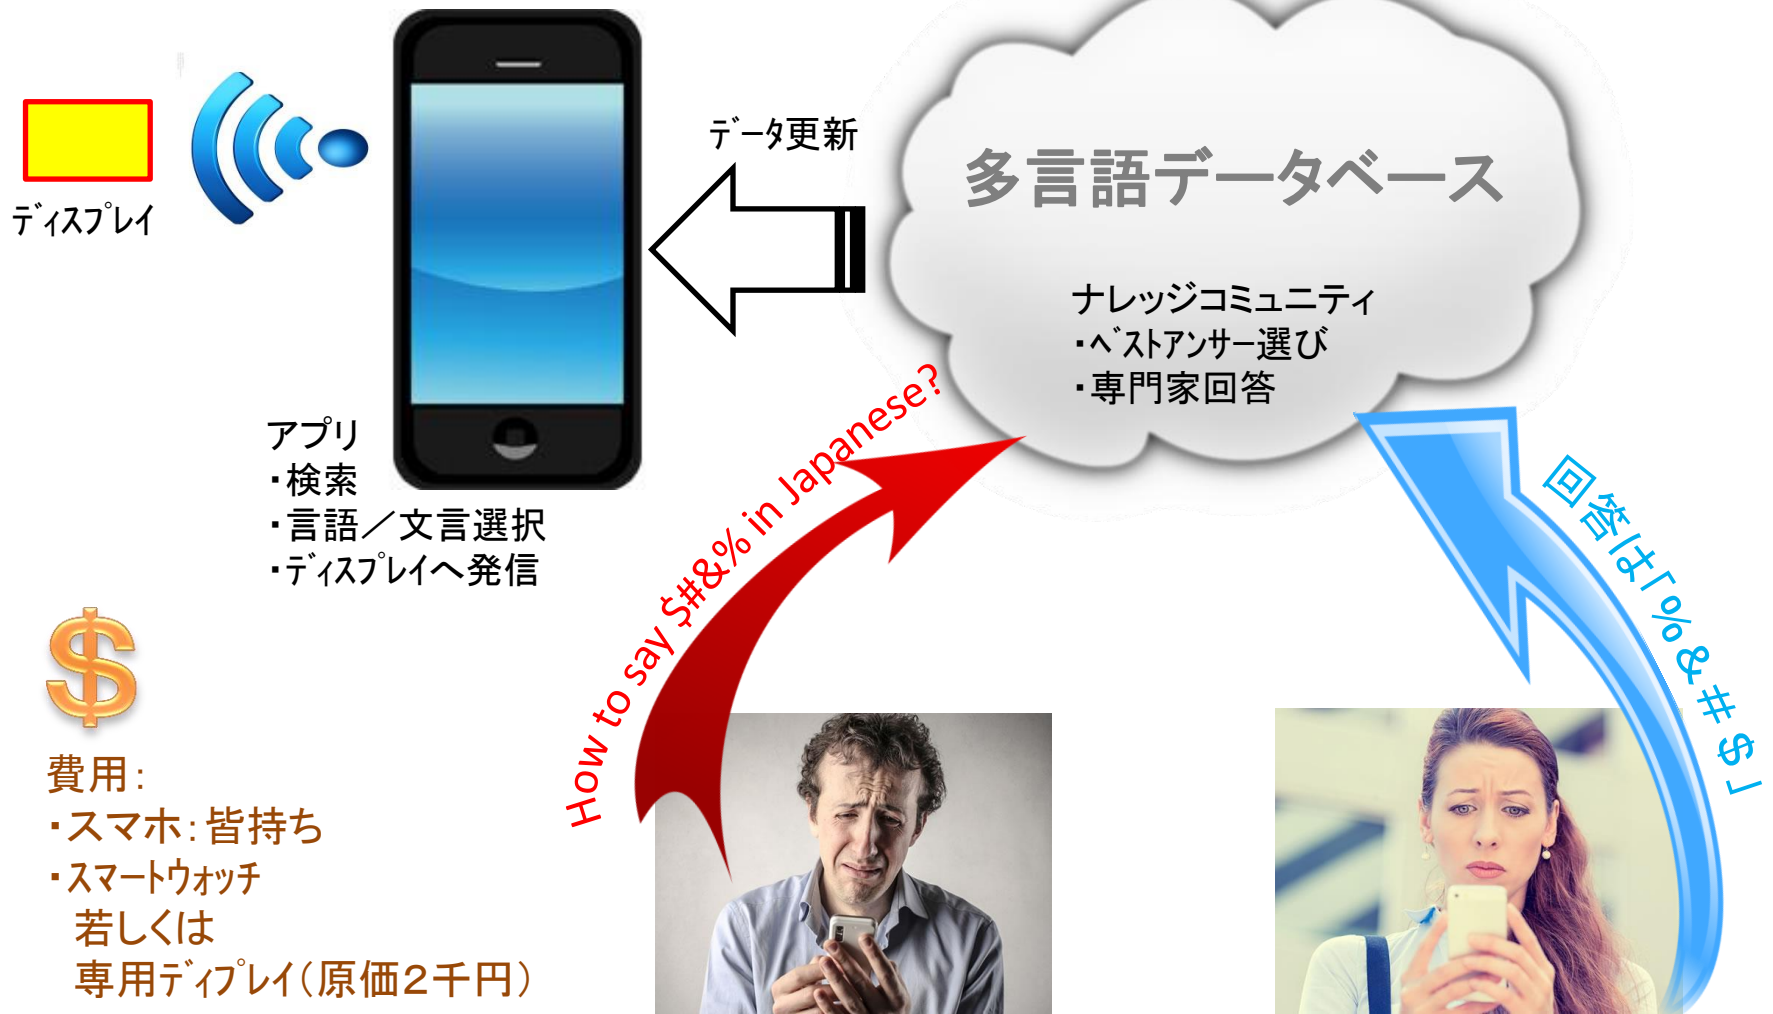 ディスプレイ
データ更新
多言語データベース
ナレッジコミュニティ
・ベストアンサー選び
・専門家回答
アプリ
・検索
・言語／文言選択
・ディスプレイへ発信
How to say $#&% in Japanese?
回答は「%&#$」
$
費用：
・スマホ：皆持ち
・スマートウォッチ
若しくは
専用ディプレイ（原価２千円）